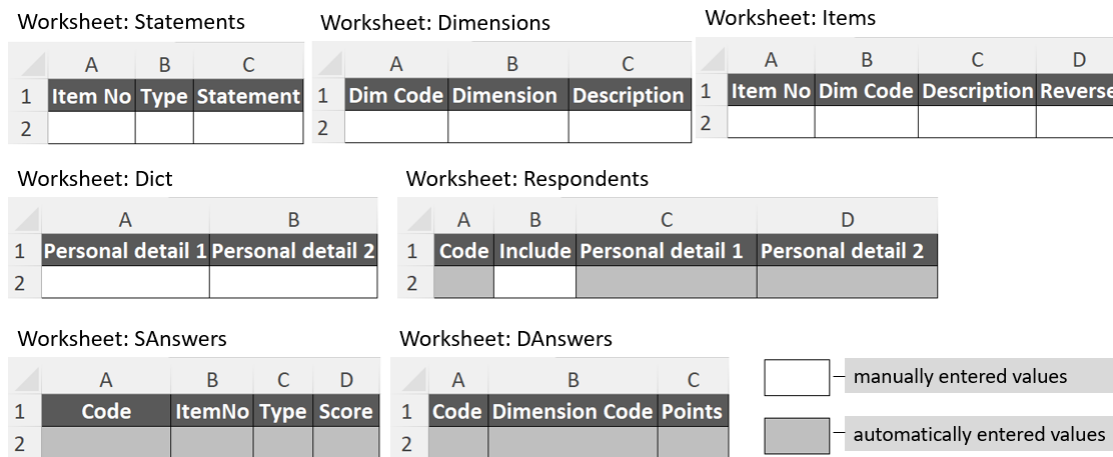 Worksheet: Statements
A B C
1 Item No Type Statement
2
Worksheet: Dimensions
A B C
1 Dim Code Dimension Description
2
Worksheet: Items
A B C D
1 Item No Dim Code Description Reverse
2
Worksheet: Dict
A B
1 Personal detail 1 Personal detail 2
2
Worksheet: Respondents
A B C D
1 Code Include Personal detail 1 Personal detail 2
2
Worksheet: SAnswers
A B C D
1 Code ItemNo Type Score
2
Worksheet: DAnswers
A B C
1 Code Dimension Code Points
2
manually entered values
automatically entered values